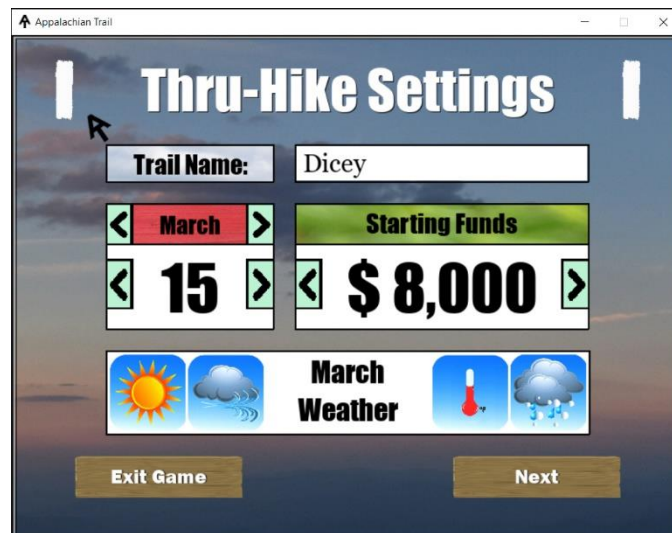 Appalachian Trail
Thru-Hike Settings
Trail Name: Dicey
< March > Starting Funds
< 15 > < $ 8,000 >
March
Weather
°F
Exit Game Next